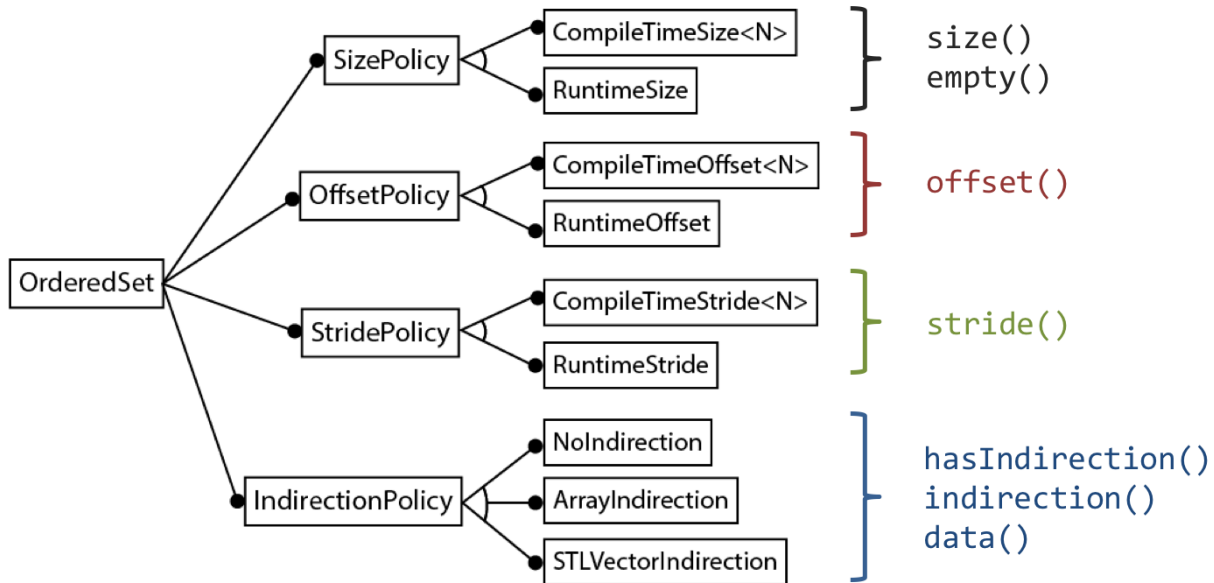 OrderedSet
SizePolicy
CompileTimeSize<N>
RuntimeSize
size()
empty()
OffsetPolicy
CompileTimeOffset<N>
RuntimeOffset
offset()
StridePolicy
CompileTimeStride<N>
RuntimeStride
stride()
IndirectionPolicy
NoIndirection
ArrayIndirection
STLVectorIndirection
hasIndirection()
indirection()
data()